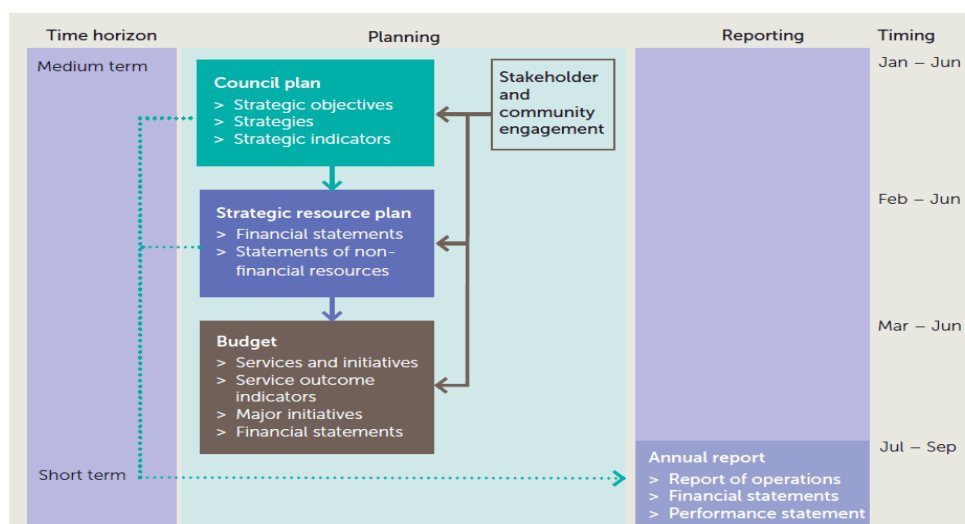 Time horizon
Planning
Reporting
Timing
Medium term
Council plan
> Strategic objectives
> Strategies
> Strategic indicators
Stakeholder
and
community
engagement
Jan – Jun
Strategic resource plan
> Financial statements
> Statements of non-
financial resources
Feb – Jun
Budget
> Services and initiatives
> Service outcome
indicators
> Major initiatives
> Financial statements
Mar – Jun
Short term
Annual report
> Report of operations
> Financial statements
> Performance statement
Jul – Sep